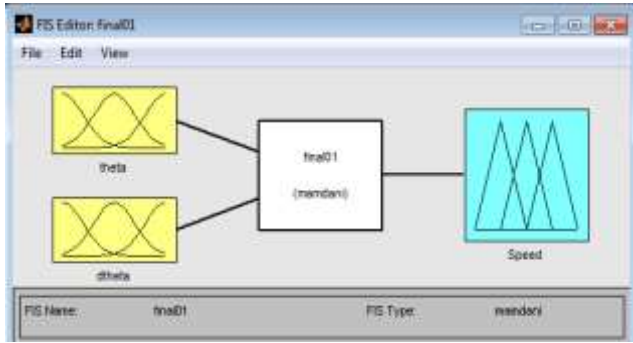 FIS Editor: final01
File Edit View
theta
final01
(mamdani)
dtheta
Speed
FIS Name: final01 FIS Type: mamdani